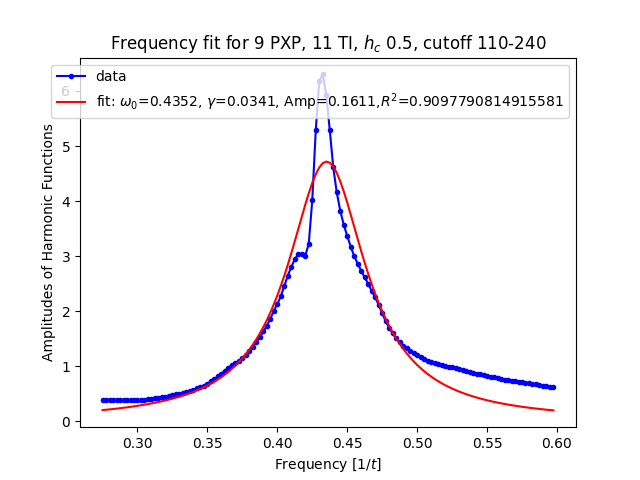 Frequency fit for 9 PXP, 11 TI, $h_c$ 0.5, cutoff 110-240
data
fit: $\omega_0$=0.4352, $\gamma$=0.0341, Amp=0.1611,$R^2$=0.9097790814915581
Amplitudes of Harmonic Functions
6
5
4
3
2
1
0
0.30 0.35 0.40 0.45 0.50 0.55 0.60
Frequency [1/$t$]